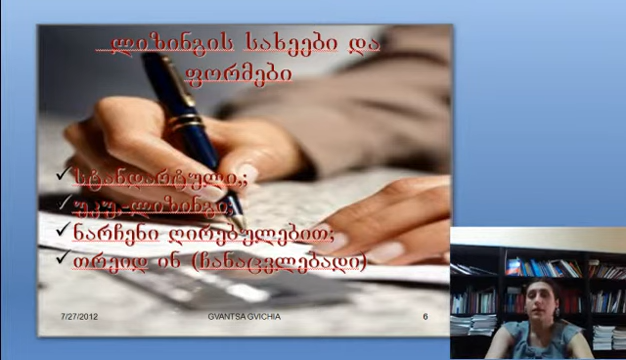 ლიზინგის სახეები და
ფორმები
✓სტანდარტული,;
✓უკუ,-ლიზინგი;
✓ნარჩენი ღირებულებით;
✓თრეიდ ინ (ჩანაცვლებადი)
7/27/2012 GVANTSA GVICHIA 6